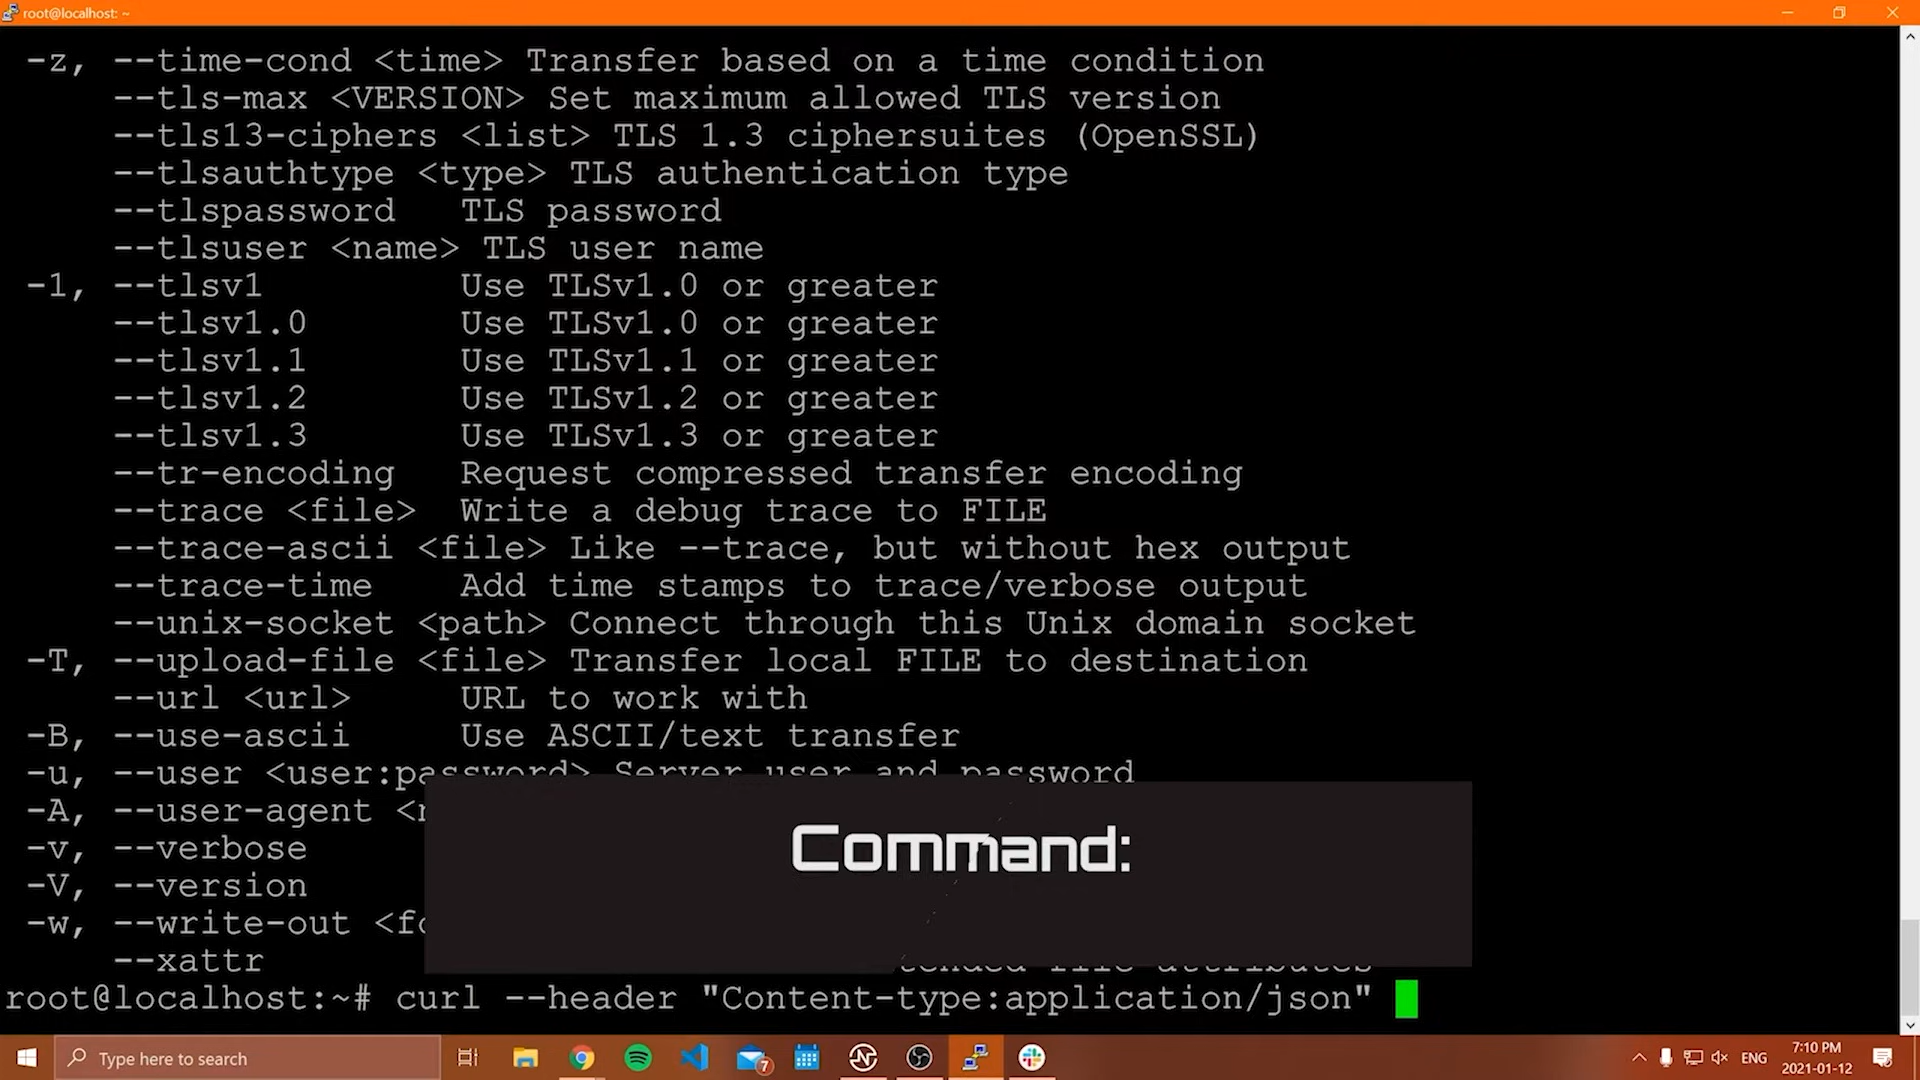 root@localhost: ~
-z, --time-cond <time> Transfer based on a time condition
--tls-max <VERSION> Set maximum allowed TLS version
--tls13-ciphers <list> TLS 1.3 ciphersuites (OpenSSL)
--tlsauthtype <type> TLS authentication type
--tlspassword TLS password
--tlsuser <name> TLS user name
-1, --tlsv1 Use TLSv1.0 or greater
--tlsv1.0 Use TLSv1.0 or greater
--tlsv1.1 Use TLSv1.1 or greater
--tlsv1.2 Use TLSv1.2 or greater
--tlsv1.3 Use TLSv1.3 or greater
--tr-encoding Request compressed transfer encoding
--trace <file> Write a debug trace to FILE
--trace-ascii <file> Like --trace, but without hex output
--trace-time Add time stamps to trace/verbose output
--unix-socket <path> Connect through this Unix domain socket
-T, --upload-file <file> Transfer local FILE to destination
--url <url> URL to work with
-B, --use-ascii Use ASCII/text transfer
-u, --user <user:password> Server user and password
-A, --user-agent
-v, --verbose
-V, --version
-w, --write-out
--xattr file attributes
Command:
root@localhost:~# curl --header "Content-type:application/json"
Type here to search
7
ENG
7:10 PM
2021-01-12